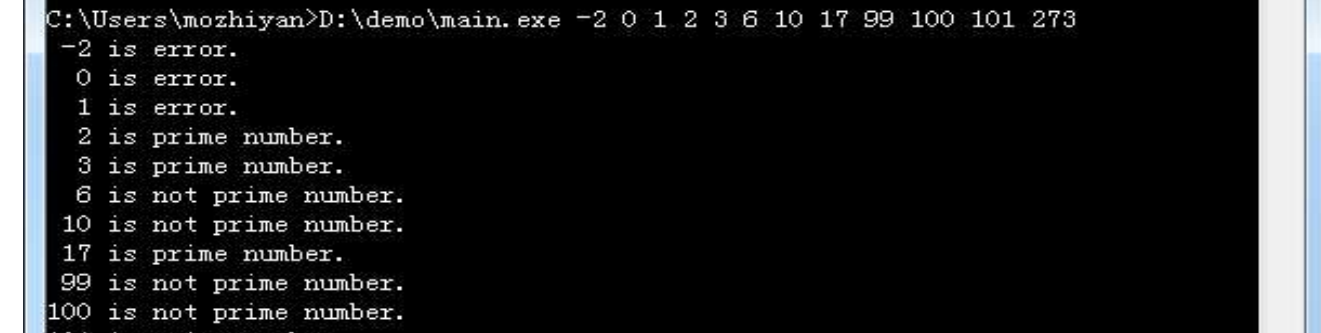 C:\Users\mozhiyan>D:\demo\main.exe -2 0 1 2 3 6 10 17 99 100 101 273
-2 is error.
0 is error.
1 is error.
2 is prime number.
3 is prime number.
6 is not prime number.
10 is not prime number.
17 is prime number.
99 is not prime number.
100 is not prime number.